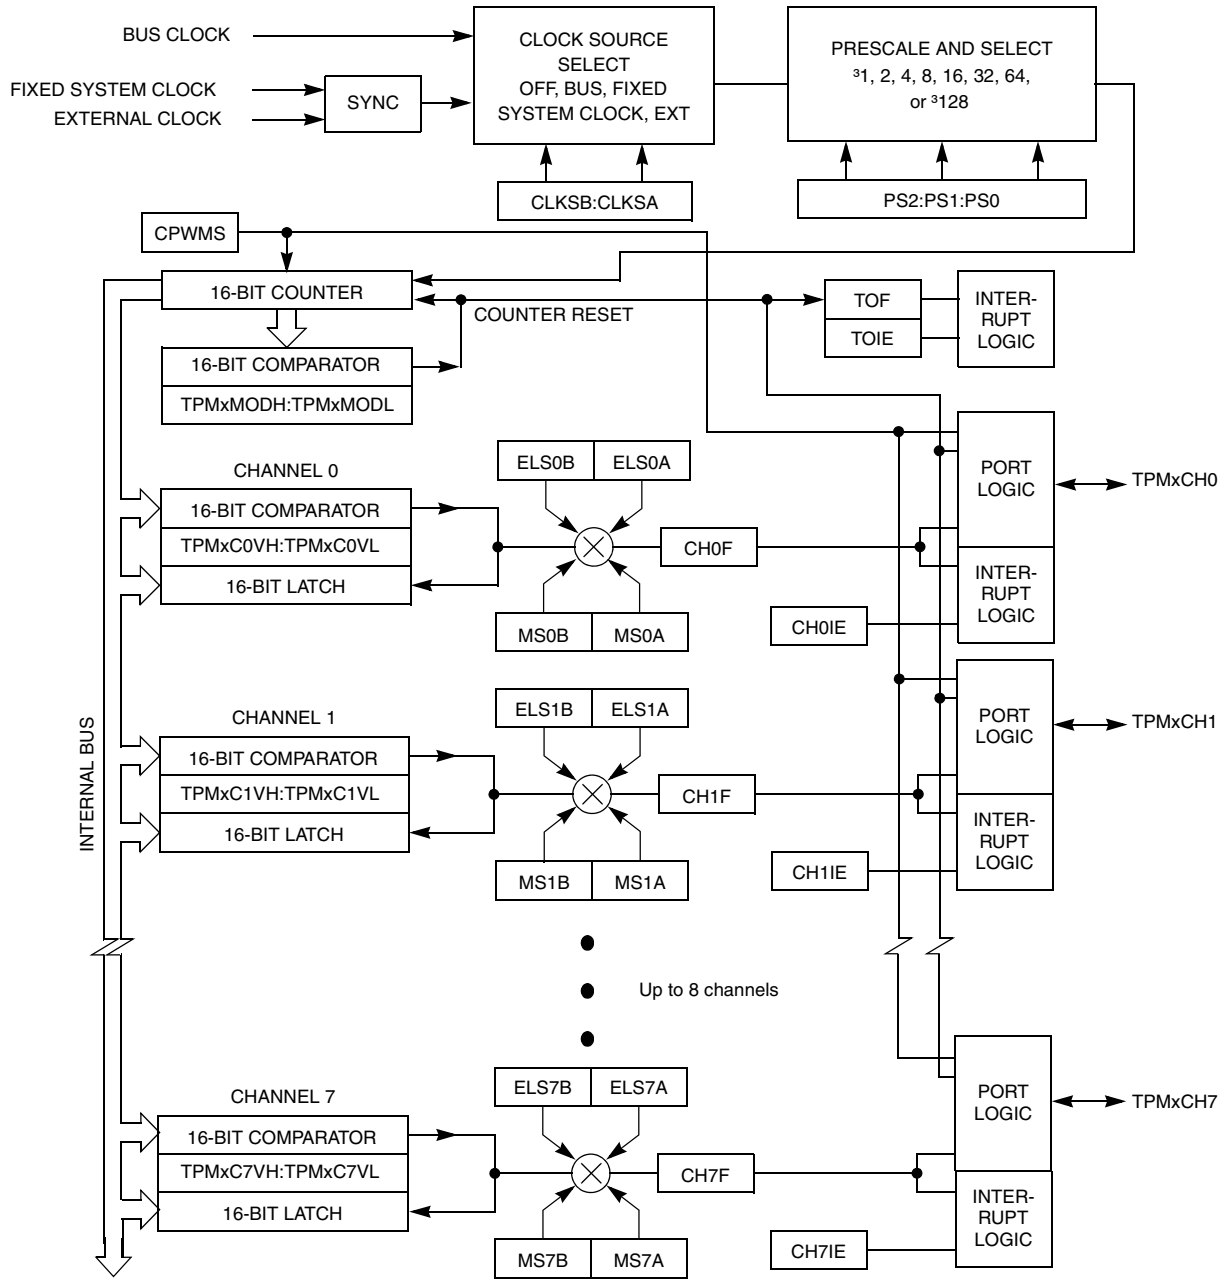 BUS CLOCK
FIXED SYSTEM CLOCK
EXTERNAL CLOCK
SYNC
CLOCK SOURCE
SELECT
OFF, BUS, FIXED
SYSTEM CLOCK, EXT
PRESCALE AND SELECT
³1, 2, 4, 8, 16, 32, 64,
or ³128
CLKSB:CLKSA
PS2:PS1:PS0
CPWMS
16-BIT COUNTER
COUNTER RESET
16-BIT COMPARATOR
TPMxMODH:TPMxMODL
TOF
TOIE
INTER-
RUPT
LOGIC
CHANNEL 0
16-BIT COMPARATOR
TPMxC0VH:TPMxC0VL
16-BIT LATCH
ELS0B
ELS0A
MS0B
MS0A
CH0F
CH0IE
PORT
LOGIC
INTER-
RUPT
LOGIC
TPMxCH0
INTERNAL BUS
CHANNEL 1
16-BIT COMPARATOR
TPMxC1VH:TPMxC1VL
16-BIT LATCH
ELS1B
ELS1A
MS1B
MS1A
CH1F
CH1IE
PORT
LOGIC
INTER-
RUPT
LOGIC
TPMxCH1
Up to 8 channels
CHANNEL 7
16-BIT COMPARATOR
TPMxC7VH:TPMxC7VL
16-BIT LATCH
ELS7B
ELS7A
MS7B
MS7A
CH7F
CH7IE
PORT
LOGIC
INTER-
RUPT
LOGIC
TPMxCH7